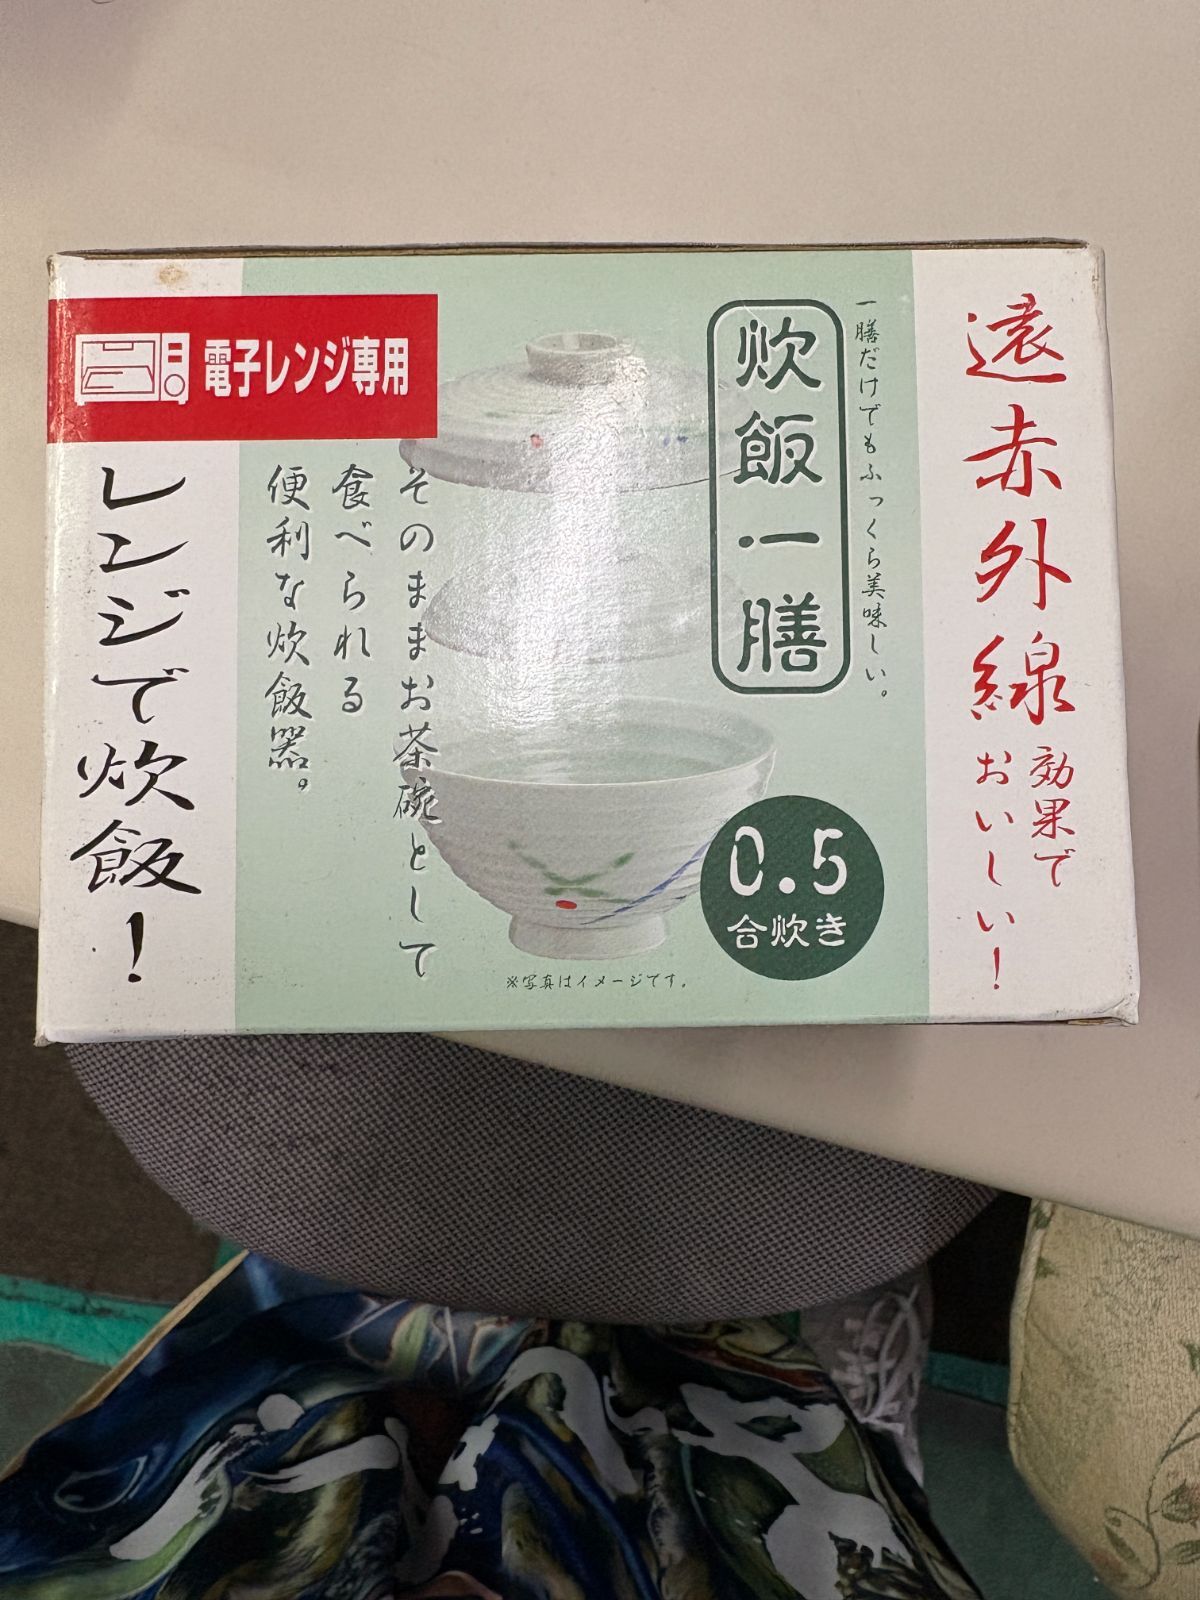 遠赤外線
効果で
おいしい!
一膳だけでもふっくら美味しい。
炊飯一膳
0.5
合炊き
そのままお茶碗として
食べられる
便利な炊飯器。
※写真はイメージです。
電子レンジ専用
レンジで炊飯!